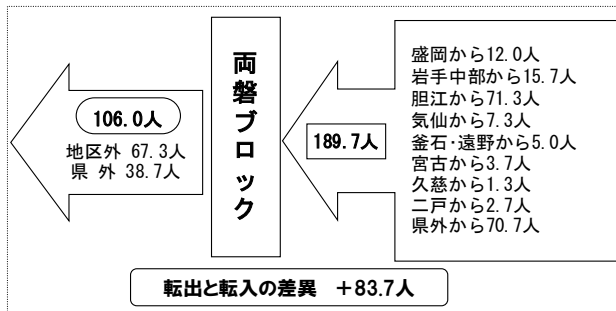 106.0人
地区外 67.3人
県 外 38.7人
両磐ブロック
189.7人
盛岡から12.0人
岩手中部から15.7人
胆江から71.3人
気仙から7.3人
釜石・遠野から5.0人
宮古から3.7人
久慈から1.3人
二戸から2.7人
県外から70.7人
転出と転入の差異 +83.7人